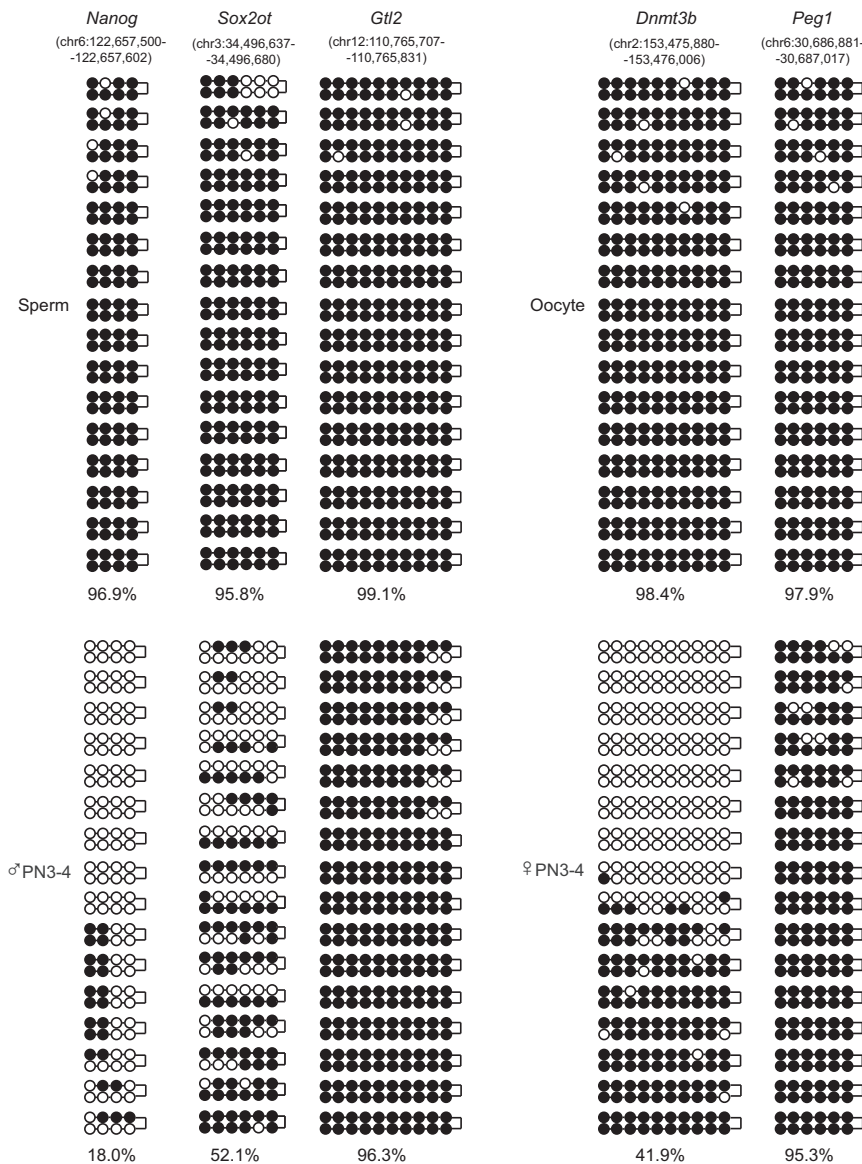 Nanog Sox2ot Gtl2 Dnmt3b Peg1
(chr6:122,657,500- (chr3:34,496,637- (chr12:110,765,707- (chr2:153,475,880- (chr6:30,686,881-
-122,657,602) -34,496,680) -110,765,831) -153,476,006) -30,687,017)
Sperm Oocyte
96.9% 95.8% 99.1% 98.4% 97.9%
♂PN3-4 ♀PN3-4
18.0% 52.1% 96.3% 41.9% 95.3%